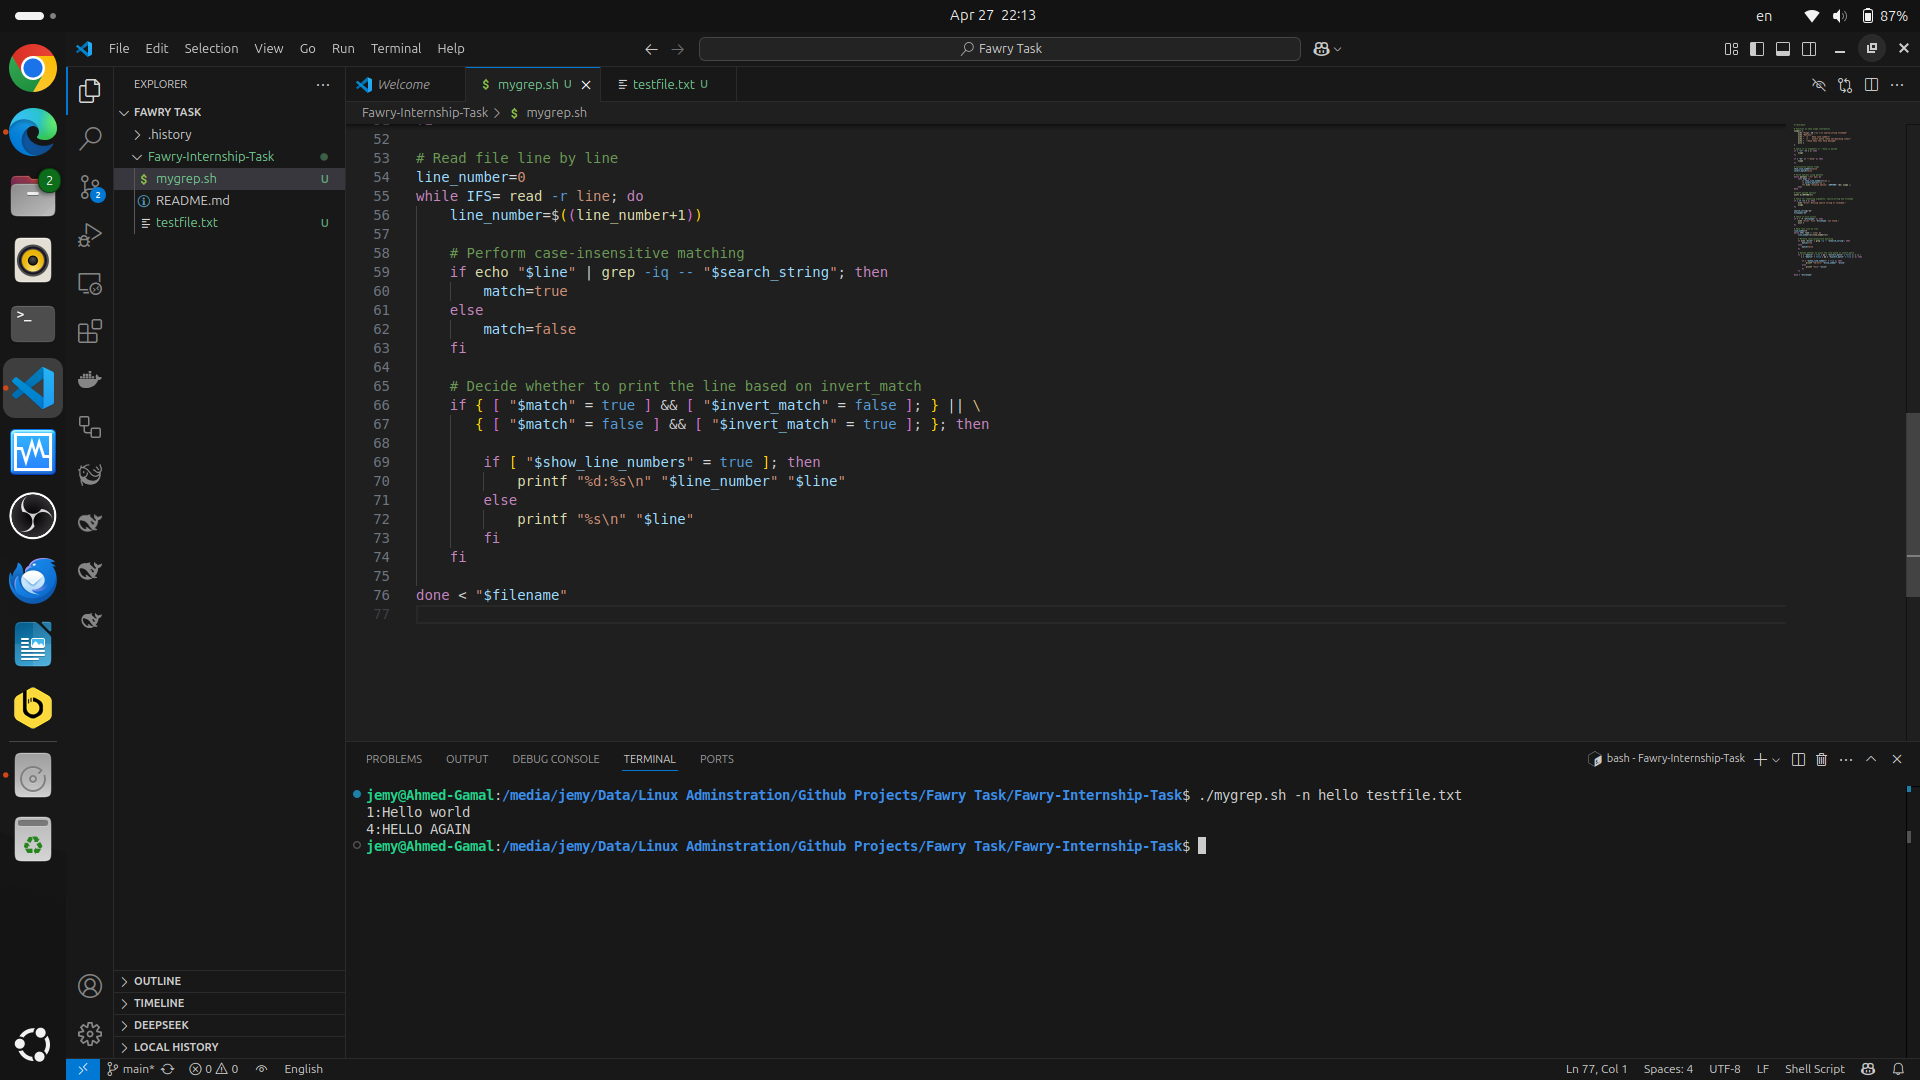 Apr 27 22:13
en
87%
File Edit Selection View Go Run Terminal Help
Fawry Task
EXPLORER
FAWRY TASK
.history
Fawry-Internship-Task
$ mygrep.sh U
README.md
testfile.txt U
2
2
OUTLINE
TIMELINE
DEEPSEEK
LOCAL HISTORY
Welcome
$ mygrep.sh U
testfile.txt U
Fawry-Internship-Task > $ mygrep.sh
52
53 # Read file line by line
54 line_number=0
55 while IFS= read -r line; do
56 line_number=$((line_number+1))
57
58 # Perform case-insensitive matching
59 if echo "$line" | grep -iq -- "$search_string"; then
60 match=true
61 else
62 match=false
63 fi
64
65 # Decide whether to print the line based on invert_match
66 if { [ "$match" = true ] && [ "$invert_match" = false ]; } || \
67 { [ "$match" = false ] && [ "$invert_match" = true ]; }; then
68
69 if [ "$show_line_numbers" = true ]; then
70 printf "%d:%s\n" "$line_number" "$line"
71 else
72 printf "%s\n" "$line"
73 fi
74 fi
75
76 done < "$filename"
77
PROBLEMS OUTPUT DEBUG CONSOLE TERMINAL PORTS
bash - Fawry-Internship-Task
jemy@Ahmed-Gamal:/media/jemy/Data/Linux Adminstration/Github Projects/Fawry Task/Fawry-Internship-Task$ ./mygrep.sh -n hello testfile.txt
1:Hello world
4:HELLO AGAIN
jemy@Ahmed-Gamal:/media/jemy/Data/Linux Adminstration/Github Projects/Fawry Task/Fawry-Internship-Task$
main* 0 0 English
Ln 77, Col 1 Spaces: 4 UTF-8 LF Shell Script